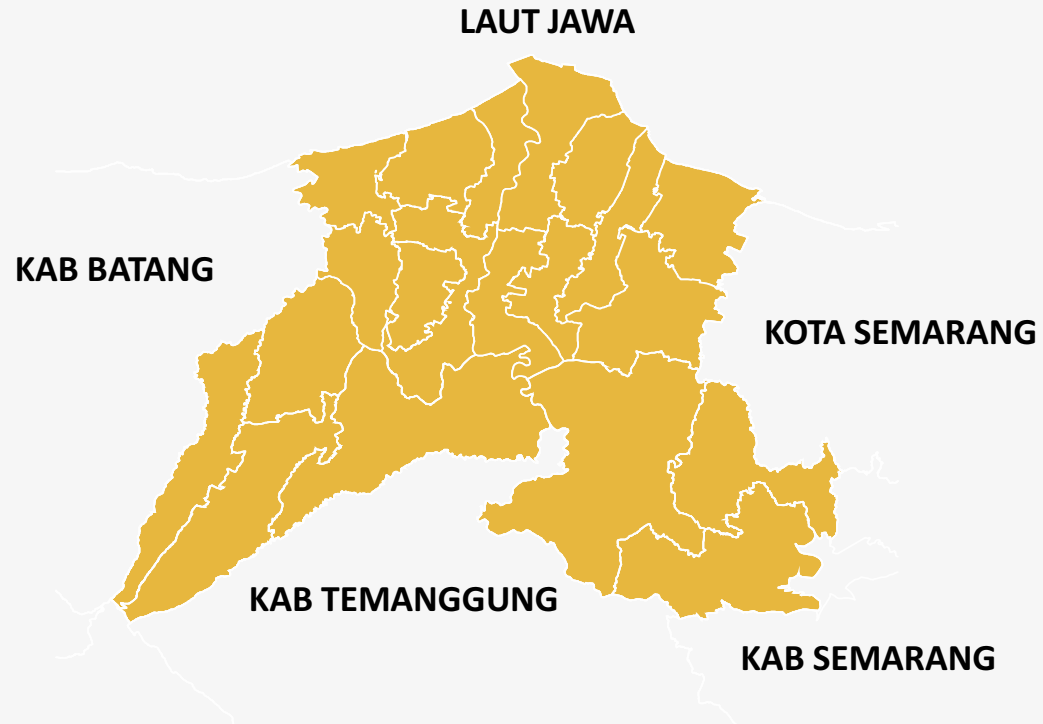 LAUT JAWA
KAB BATANG
KOTA SEMARANG
KAB TEMANGGUNG
KAB SEMARANG